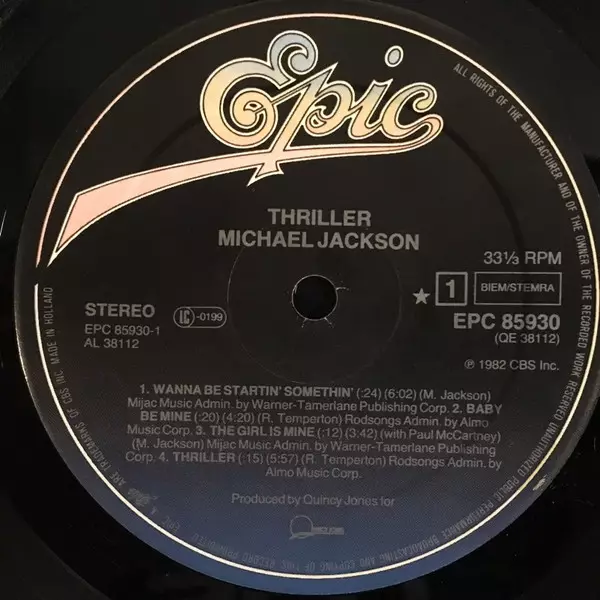 Epic
THRILLER
MICHAEL JACKSON
33⅓ RPM
STEREO
LC -0199
★ 1
BIEM/STEMRA
EPC 85930-1
AL 38112
EPC 85930
(QE 38112)
℗ 1982 CBS Inc.
1. WANNA BE STARTIN' SOMETHIN' (:24) (6:02) (M. Jackson)
Mijac Music Admin. by Warner-Tamerlane Publishing Corp. 2. BABY
BE MINE (:20) (4:20) (R. Temperton) Rodsongs Admin. by Almo
Music Corp. 3. THE GIRL IS MINE (:12) (3:42) (with Paul McCartney)
(M. Jackson) Mijac Music Admin. by Warner-Tamerlane Publishing
Corp. 4. THRILLER (:15) (5:57) (R. Temperton) Rodsongs Admin. by
Almo Music Corp.
Produced by Quincy Jones for
ALL RIGHTS OF THE MANUFACTURER AND OF THE OWNER OF THE RECORDED WORK RESERVED UNAUTHORIZED PUBLIC PERFORMANCE BROADCASTING AND COPYING OF THIS RECORD PROHIBITED
ARE TRADEMARKS OF CBS INC. MADE IN HOLLAND